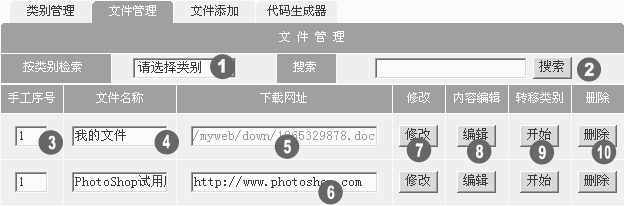 类别管理 文件管理 文件添加 代码生成器
文 件 管 理
按类别检索 请选择类别 1 搜索 搜索 2
手工序号 文件名称 下载网址 修改 内容编辑 转移类别 删除
1 3 我的文件 4 /myweb/down/1065329878.doc 5 修改 7 编辑 8 开始 9 删除 10
1 PhotoShop试用 http://www.photoshop.com 6 修改 编辑 开始 删除